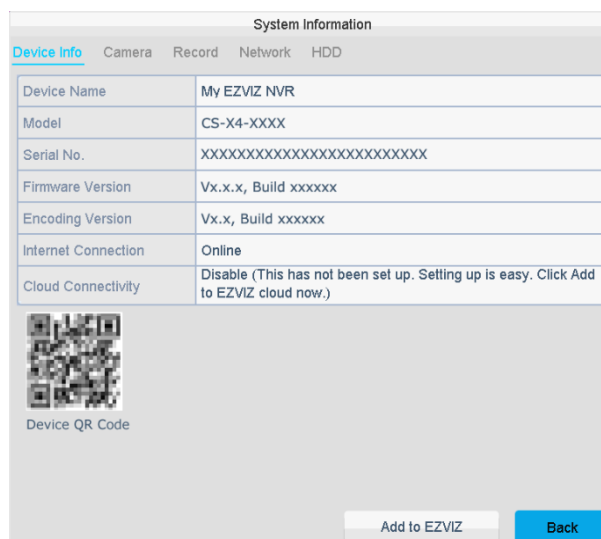 System Information
Device Info Camera Record Network HDD
Device Name My EZVIZ NVR
Model CS-X4-XXXX
Serial No. XXXXXXXXXXXXXXXXXXXXXXXXX
Firmware Version Vx.x.x, Build xxxxxx
Encoding Version Vx.x, Build xxxxxx
Internet Connection Online
Cloud Connectivity Disable (This has not been set up. Setting up is easy. Click Add
to EZVIZ cloud now.)
Device QR Code
Add to EZVIZ Back